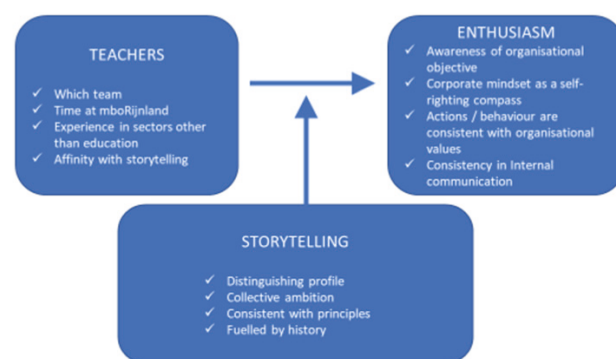 TEACHERS
✓ Which team
✓ Time at mboRijnland
✓ Experience in sectors other
than education
✓ Affinity with storytelling
ENTHUSIASM
✓ Awareness of organisational
objective
✓ Corporate mindset as a self-
righting compass
✓ Actions / behaviour are
consistent with organisational
values
✓ Consistency in Internal
communication
STORYTELLING
✓ Distinguishing profile
✓ Collective ambition
✓ Consistent with principles
✓ Fuelled by history